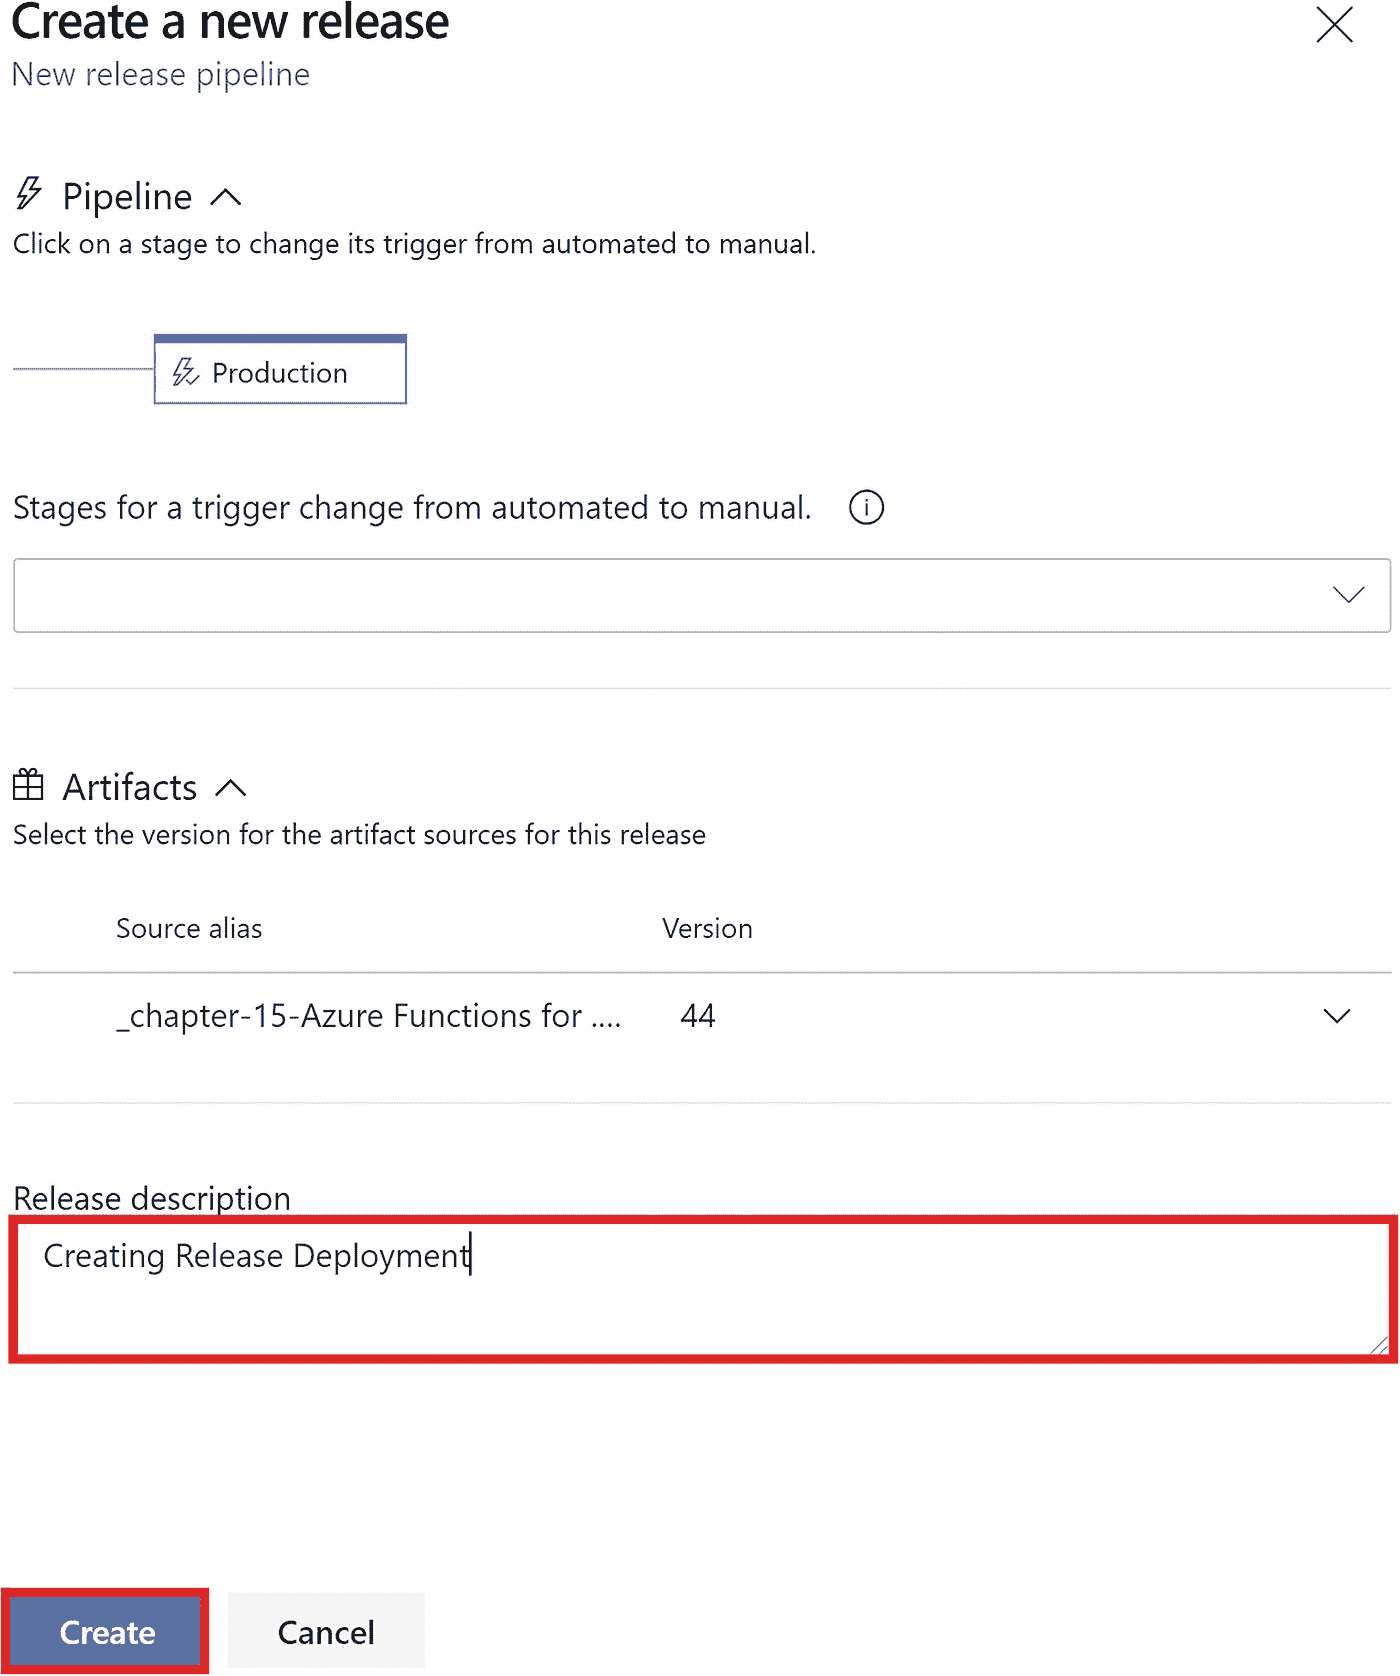 Create a new release
New release pipeline
Pipeline
Click on a stage to change its trigger from automated to manual.
Production
Stages for a trigger change from automated to manual.
Artifacts
Select the version for the artifact sources for this release
Source alias Version
_chapter-15-Azure Functions for .... 44
Release description
Creating Release Deployment
Create Cancel